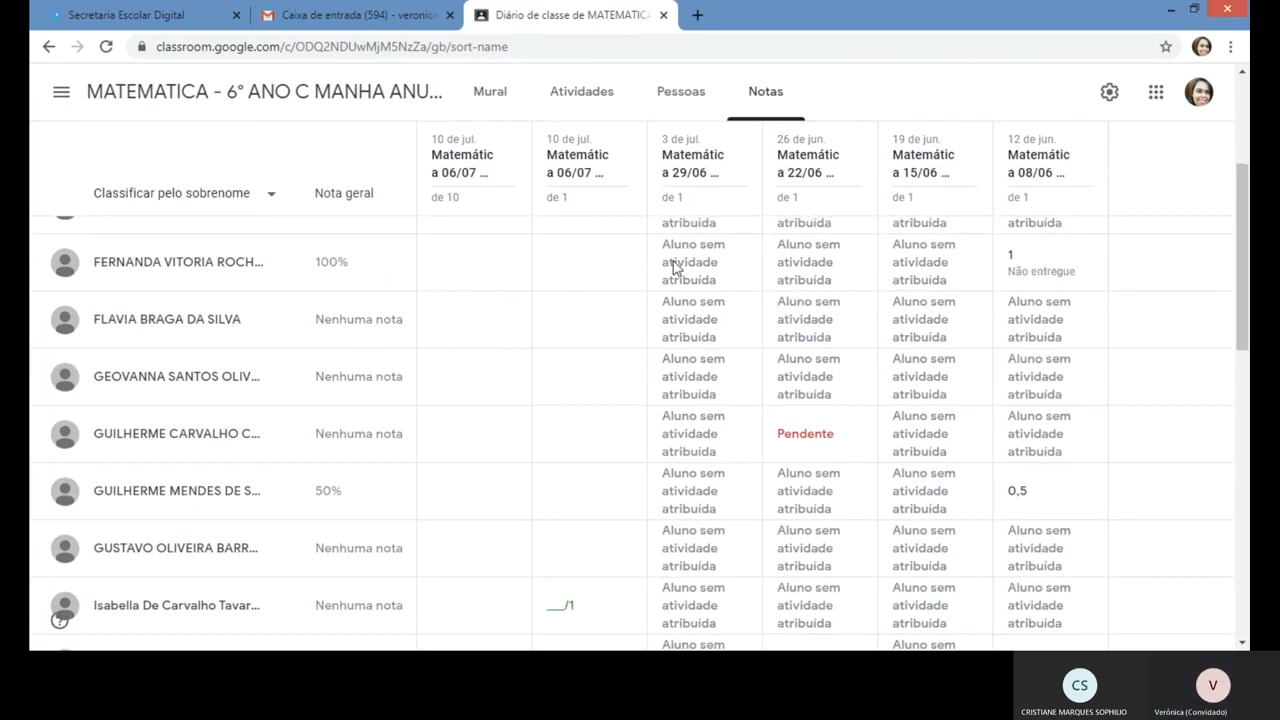 Secretaria Escolar Digital
Caixa de entrada (594) - veronica
Diário de classe de MATEMATICA
classroom.google.com/c/ODQ2NDUwMjM5NzZa/gb/sort-name
MATEMATICA - 6° ANO C MANHA ANU...
Mural
Atividades
Pessoas
Notas
Classificar pelo sobrenome
Nota geral
10 de jul.
Matemátic
a 06/07 ...
de 10
10 de jul.
Matemátic
a 06/07 ...
de 1
3 de jul.
Matemátic
a 29/06 ...
de 1
26 de jun.
Matemátic
a 22/06 ...
de 1
19 de jun.
Matemátic
a 15/06 ...
de 1
12 de jun.
Matemátic
a 08/06 ...
de 1
atribuída
atribuída
atribuída
atribuída
FERNANDA VITORIA ROCH...
100%
Aluno sem
atividade
atribuída
Aluno sem
atividade
atribuída
Aluno sem
atividade
atribuída
1
Não entregue
FLAVIA BRAGA DA SILVA
Nenhuma nota
Aluno sem
atividade
atribuída
Aluno sem
atividade
atribuída
Aluno sem
atividade
atribuída
Aluno sem
atividade
atribuída
GEOVANNA SANTOS OLIV...
Nenhuma nota
Aluno sem
atividade
atribuída
Aluno sem
atividade
atribuída
Aluno sem
atividade
atribuída
Aluno sem
atividade
atribuída
GUILHERME CARVALHO C...
Nenhuma nota
Aluno sem
atividade
atribuída
Pendente
Aluno sem
atividade
atribuída
Aluno sem
atividade
atribuída
GUILHERME MENDES DE S...
50%
Aluno sem
atividade
atribuída
Aluno sem
atividade
atribuída
Aluno sem
atividade
atribuída
0,5
GUSTAVO OLIVEIRA BARR...
Nenhuma nota
Aluno sem
atividade
atribuída
Aluno sem
atividade
atribuída
Aluno sem
atividade
atribuída
Aluno sem
atividade
atribuída
Isabella De Carvalho Tavar...
Nenhuma nota
___/1
Aluno sem
atividade
atribuída
Aluno sem
atividade
atribuída
Aluno sem
atividade
atribuída
Aluno sem
atividade
atribuída
Aluno sem
Aluno sem
CS
V
CRISTIANE MARQUES SOPHILIO
Verônica (Convidado)